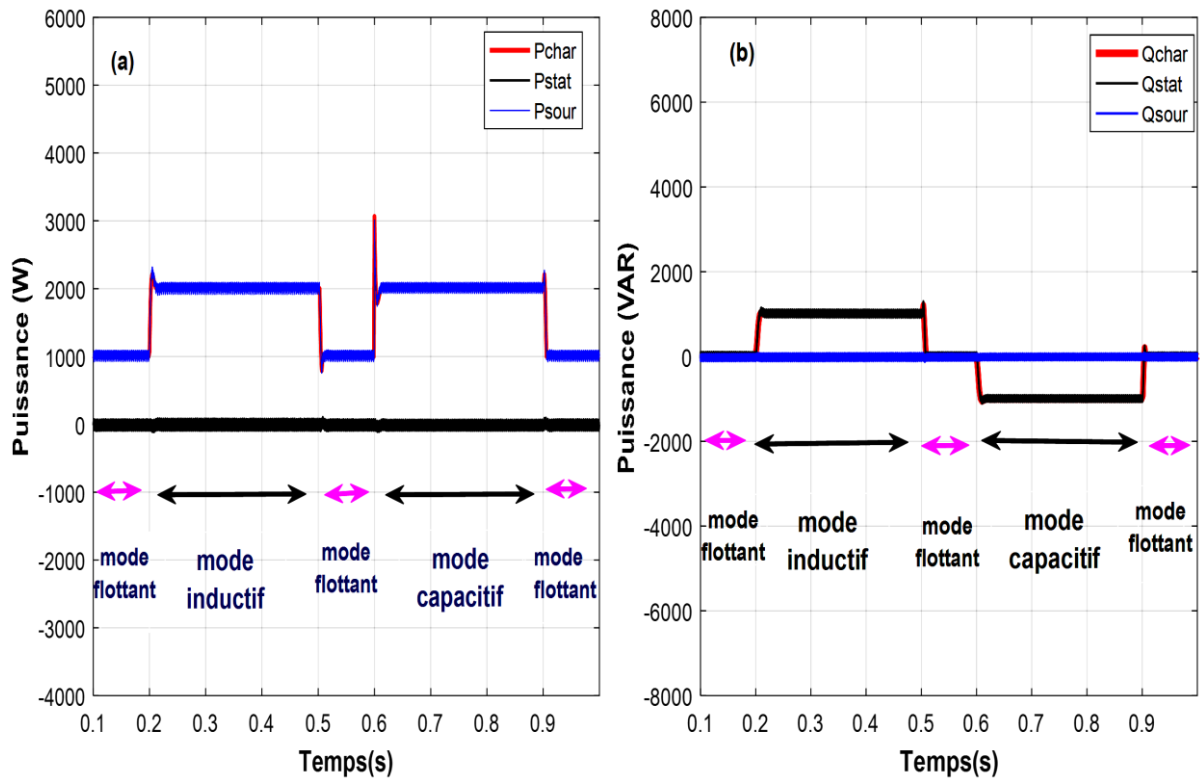 (a)
Pchar
Pstat
Psour
6000
5000
4000
3000
2000
1000
0
-1000
-2000
-3000
-4000
Puissance (W)
mode
flottant
mode
inductif
mode
flottant
mode
capacitif
mode
flottant
0.1 0.2 0.3 0.4 0.5 0.6 0.7 0.8 0.9
Temps(s)
(b)
Qchar
Qstat
Qsour
8000
6000
4000
2000
0
-2000
-4000
-6000
-8000
Puissance (VAR)
mode
flottant
mode
inductif
mode
flottant
mode
capacitif
mode
flottant
0.1 0.2 0.3 0.4 0.5 0.6 0.7 0.8 0.9
Temps(s)